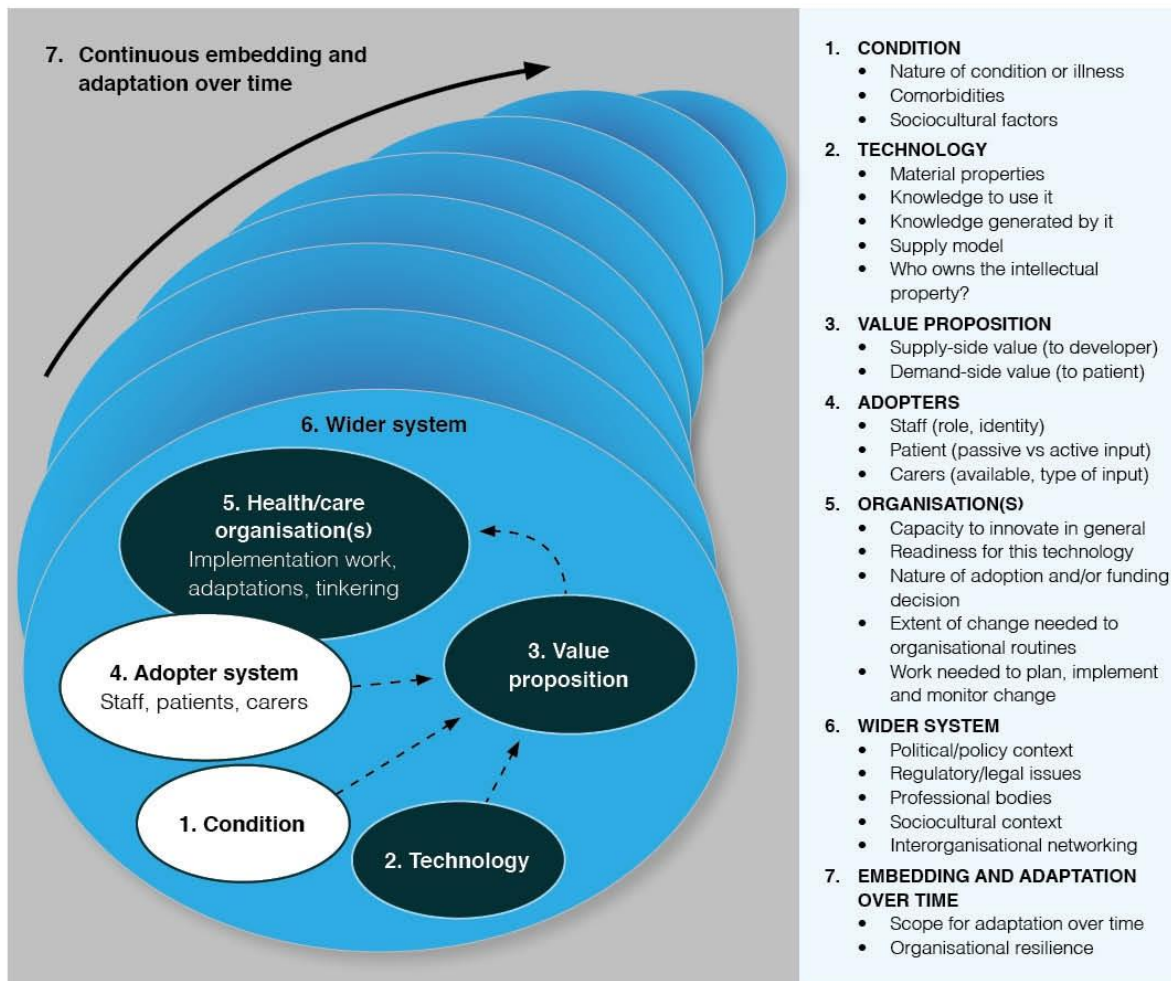 7. Continuous embedding and
adaptation over time
6. Wider system
5. Health/care
organisation(s)
Implementation work,
adaptations, tinkering
4. Adopter system
Staff, patients, carers
3. Value
proposition
1. Condition
2. Technology
1. CONDITION
• Nature of condition or illness
• Comorbidities
• Sociocultural factors
2. TECHNOLOGY
• Material properties
• Knowledge to use it
• Knowledge generated by it
• Supply model
• Who owns the intellectual
property?
3. VALUE PROPOSITION
• Supply-side value (to developer)
• Demand-side value (to patient)
4. ADOPTERS
• Staff (role, identity)
• Patient (passive vs active input)
• Carers (available, type of input)
5. ORGANISATION(S)
• Capacity to innovate in general
• Readiness for this technology
• Nature of adoption and/or funding
decision
• Extent of change needed to
organisational routines
• Work needed to plan, implement
and monitor change
6. WIDER SYSTEM
• Political/policy context
• Regulatory/legal issues
• Professional bodies
• Sociocultural context
• Interorganisational networking
7. EMBEDDING AND ADAPTATION
OVER TIME
• Scope for adaptation over time
• Organisational resilience